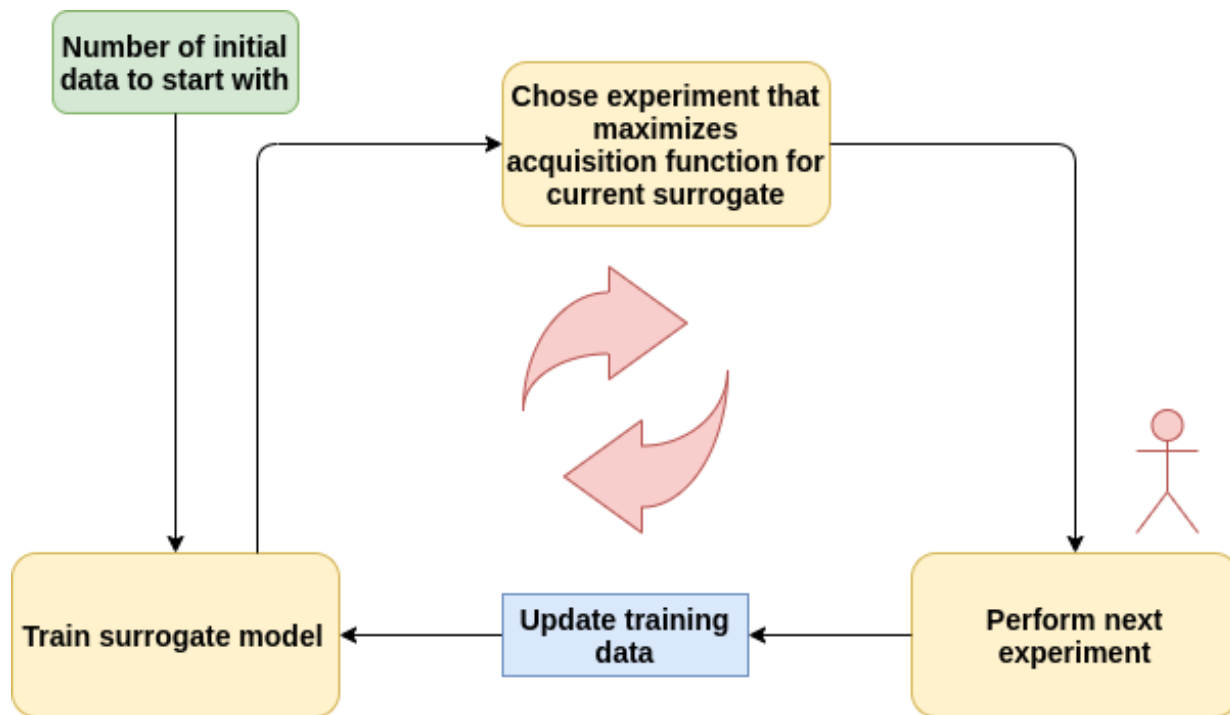 Number of initial
data to start with
Chose experiment that
maximizes
acquisition function for
current surrogate
Train surrogate model
Update training
data
Perform next
experiment